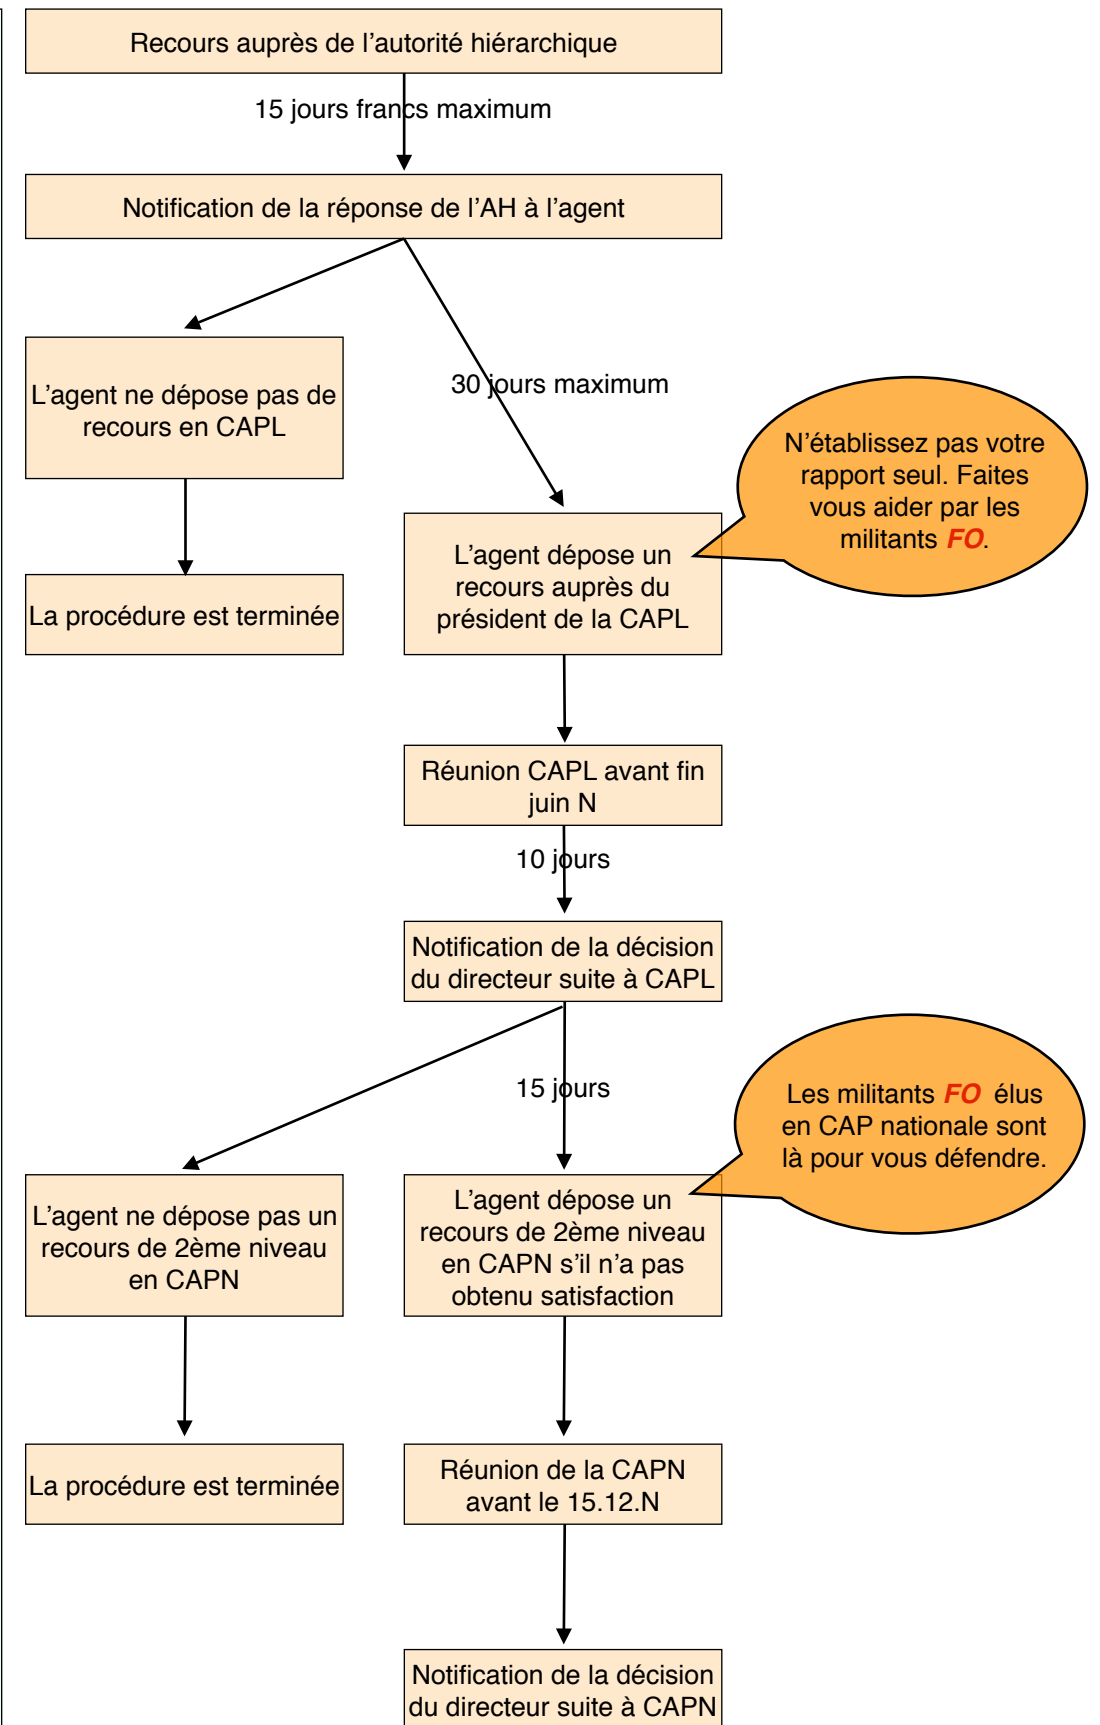 Recours auprès de l’autorité hiérarchique
15 jours francs maximum
Notification de la réponse de l’AH à l’agent
L’agent ne dépose pas de
recours en CAPL
30 jours maximum
N’établissez pas votre
rapport seul. Faites
vous aider par les
militants FO.
La procédure est terminée
L’agent dépose un
recours auprès du
président de la CAPL
Réunion CAPL avant fin
juin N
10 jours
Notification de la décision
du directeur suite à CAPL
15 jours
Les militants FO élus
en CAP nationale sont
là pour vous défendre.
L’agent ne dépose pas un
recours de 2ème niveau
en CAPN
L’agent dépose un
recours de 2ème niveau
en CAPN s’il n’a pas
obtenu satisfaction
La procédure est terminée
Réunion de la CAPN
avant le 15.12.N
Notification de la décision
du directeur suite à CAPN